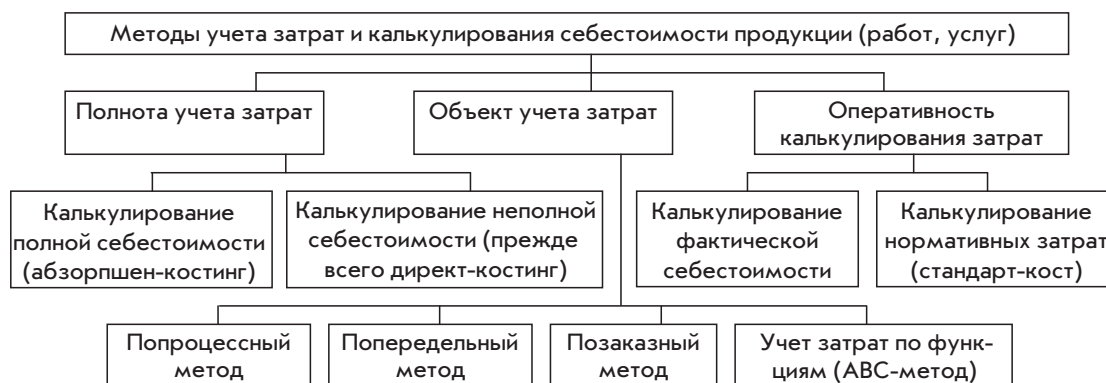 Методы учета затрат и калькулирования себестоимости продукции (работ, услуг)
Полнота учета затрат
Объект учета затрат
Оперативность
калькулирования затрат
Калькулирование
полной себестоимости
(абзорпшен-костинг)
Калькулирование неполной
себестоимости (прежде
всего директ-костинг)
Калькулирование
фактической
себестоимости
Калькулирование
нормативных затрат
(стандарт-кост)
Попроцессный
метод
Попередельный
метод
Позаказный
метод
Учет затрат по функ-
циям (АВС-метод)